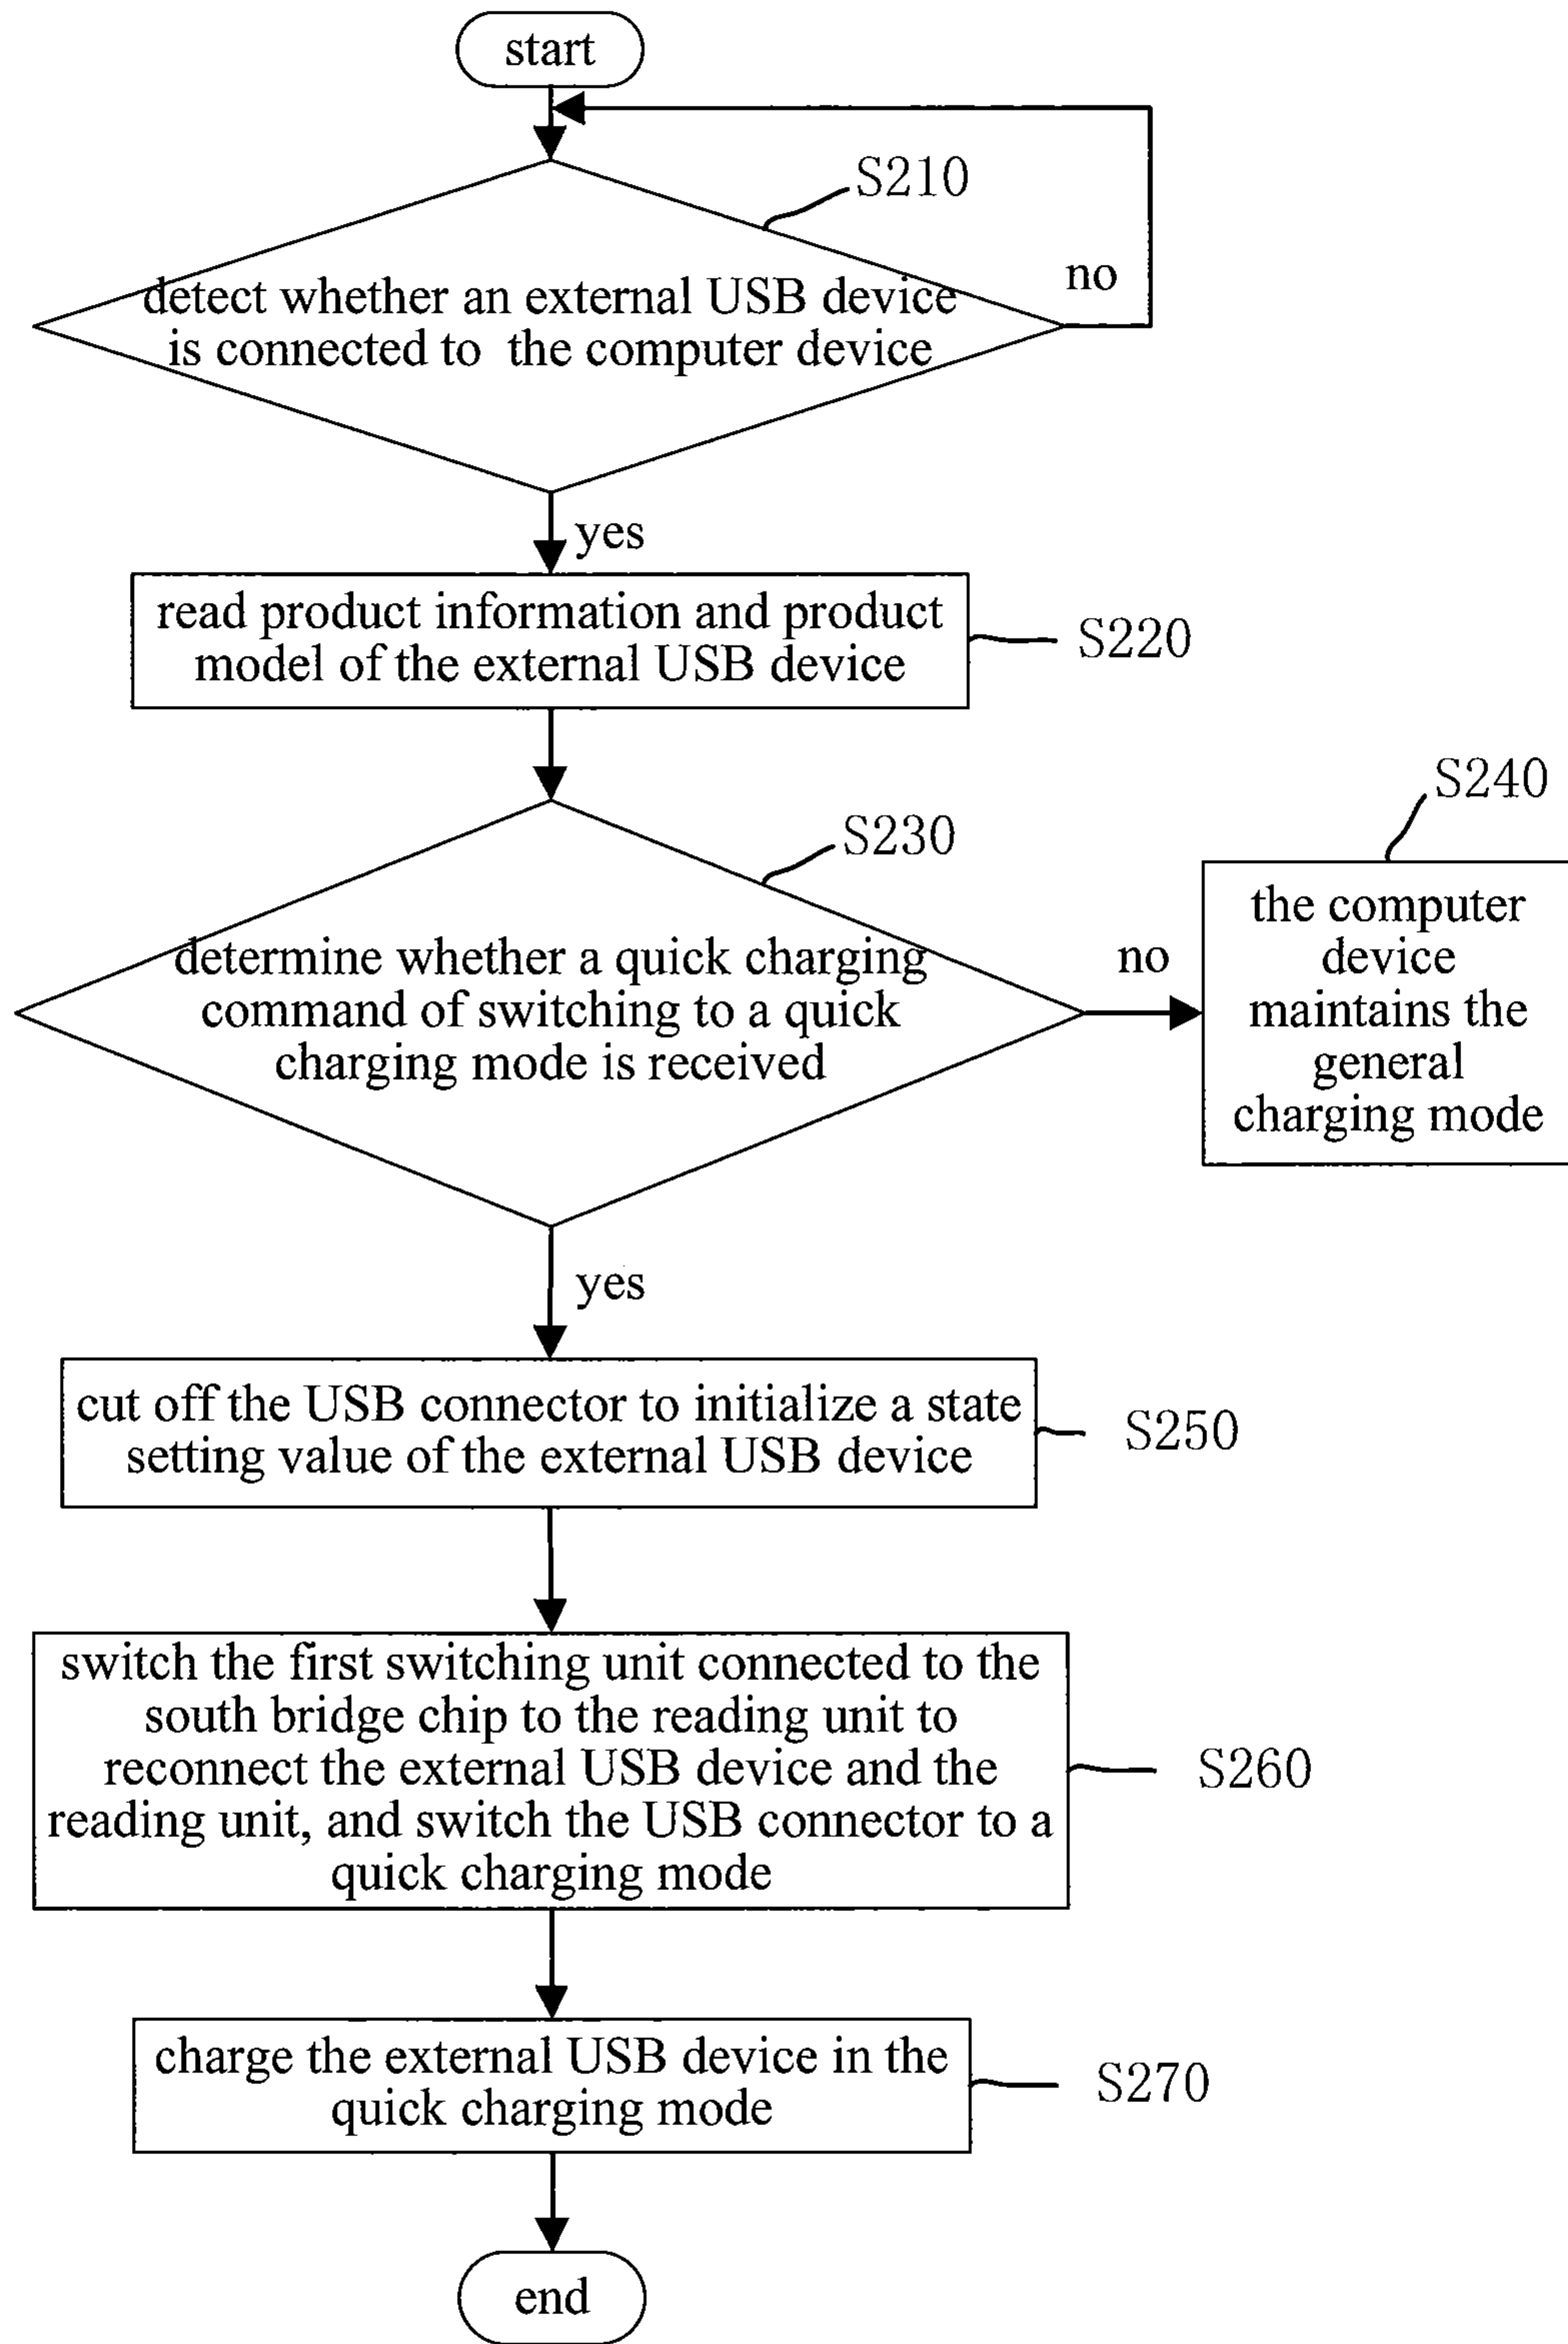 start
S210
detect whether an external USB device
is connected to the computer device
no
yes
read product information and product
model of the external USB device
S220
S230
determine whether a quick charging
command of switching to a quick
charging mode is received
no
S240
the computer
device
maintains the
general
charging mode
yes
cut off the USB connector to initialize a state
setting value of the external USB device
S250
switch the first switching unit connected to the
south bridge chip to the reading unit to
reconnect the external USB device and the
reading unit, and switch the USB connector to a
quick charging mode
S260
charge the external USB device in the
quick charging mode
S270
end